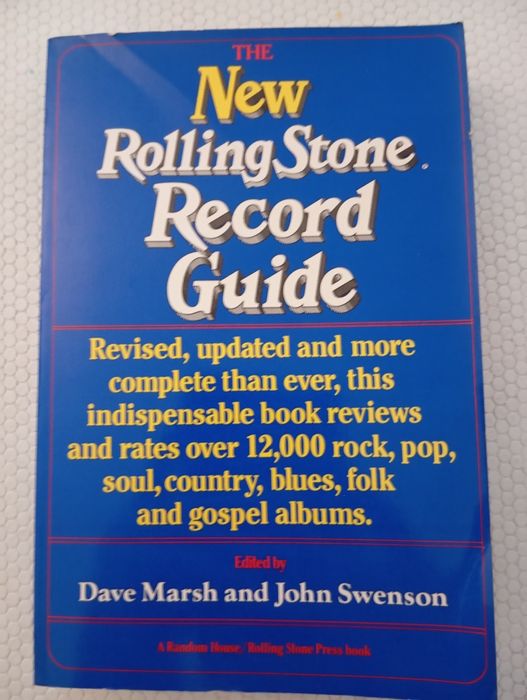 THE
New
Rolling Stone
Record
Guide
Revised, updated and more
complete than ever, this
indispensable book reviews
and rates over 12,000 rock, pop,
soul, country, blues, folk
and gospel albums.
Edited by
Dave Marsh and John Swenson
A Random House/Rolling Stone Press book